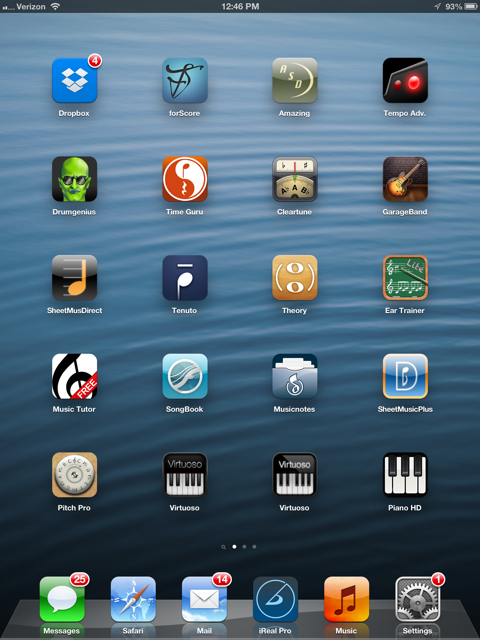 Verizon 12:46 PM 93%
4
Dropbox forScore Amazing Tempo Adv.
RSD
Drumgenius Time Guru Cleartune GarageBand
SheetMusDirect Tenuto Theory Ear Trainer
Lite
Music Tutor SongBook Musicnotes SheetMusicPlus
FREE
Pitch Pro Virtuoso Virtuoso Piano HD
Virtuoso Virtuoso
25 14 1
Messages Safari Mail iReal Pro Music Settings